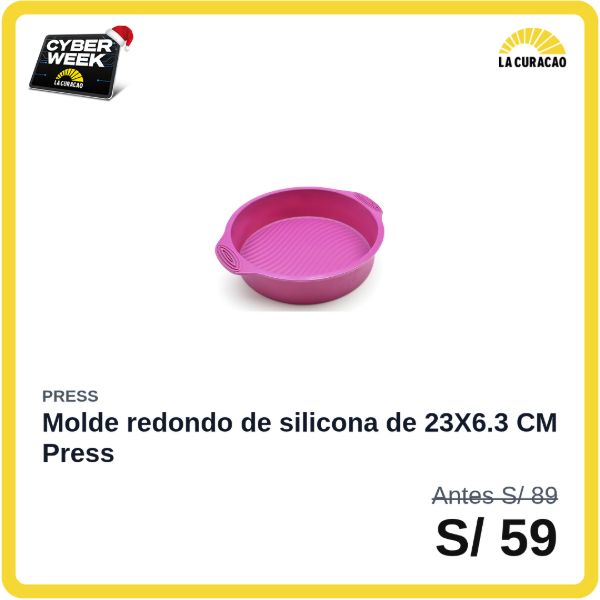 CYBER
WEEK
LA CURACAO
LA CURACAO
PRESS
Molde redondo de silicona de 23X6.3 CM
Press
Antes S/ 89
S/ 59